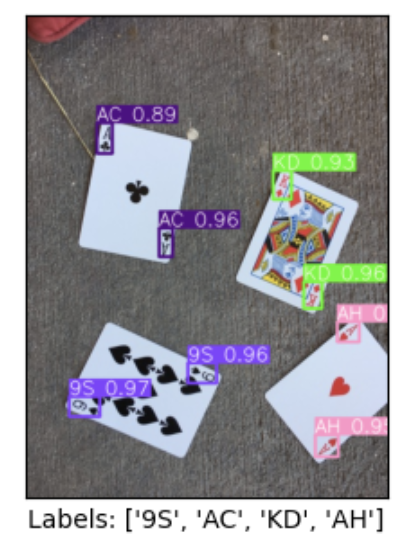 AC 0.89
AC 0.96
KD 0.93
KD 0.96
AH 0
9S 0.96
9S 0.97
AH 0.9
Labels: ['9S', 'AC', 'KD', 'AH']